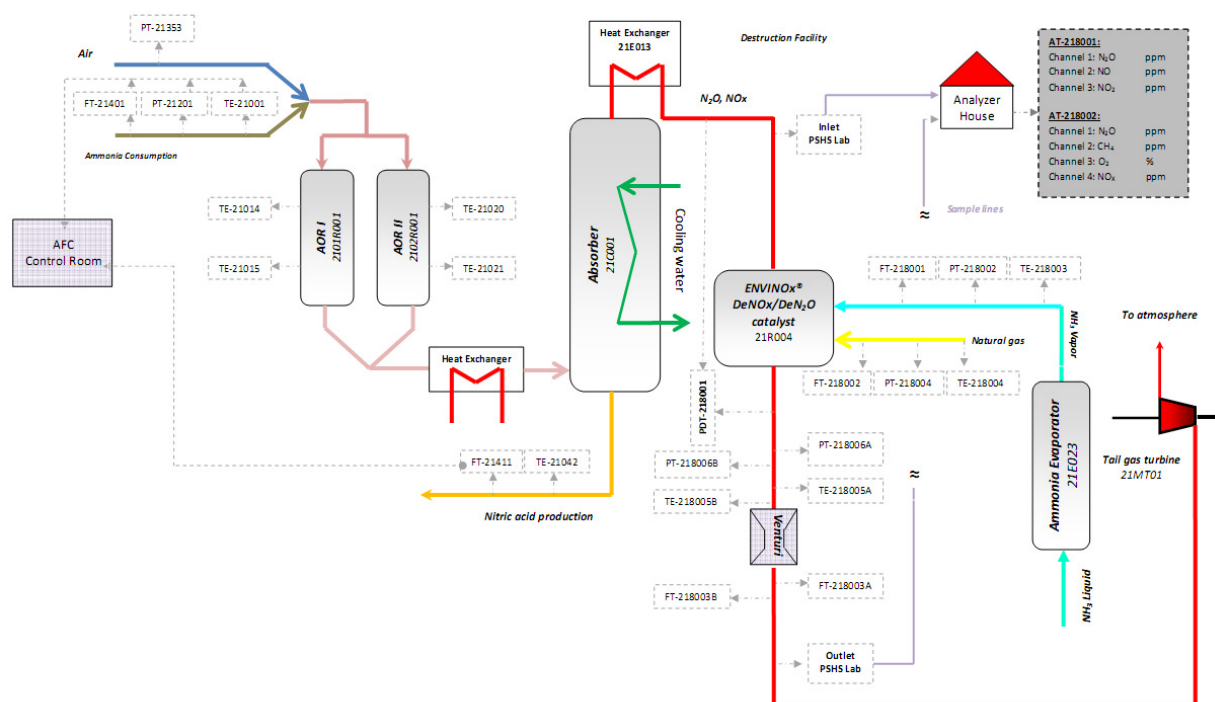 PT-21353
Air
FT-21401
PT-21201
TE-21001
Ammonia Consumption
AFC
Control Room
TE-21014
TE-21015
AOR I
2101R001
AOR II
2102R001
TE-21020
TE-21021
Heat Exchanger
Heat Exchanger
21E013
Absorber
21C001
Cooling water
FT-21411
TE-21042
Nitric acid production
Destruction Facility
N₂O, NOx
Inlet
PSHS Lab
Analyzer
House
Sample lines
≈
AT-218001:
Channel 1: N₂O ppm
Channel 2: NO ppm
Channel 3: NO₂ ppm
AT-218002:
Channel 1: N₂O ppm
Channel 2: CH₄ ppm
Channel 3: O₂ %
Channel 4: NOₓ ppm
ENVINOx®
DeNOx/DeN₂O
catalyst
21R004
FT-218001
PT-218002
TE-218003
NH₃ Vapor
Natural gas
FT-218002
PT-218004
TE-218004
PDT-218001
PT-218006A
PT-218006B
TE-218005A
TE-218005B
Venturi
FT-218003A
FT-218003B
Outlet
PSHS Lab
≈
Ammonia Evaporator
21E023
NH₃ Liquid
To atmosphere
Tail gas turbine
21MT01